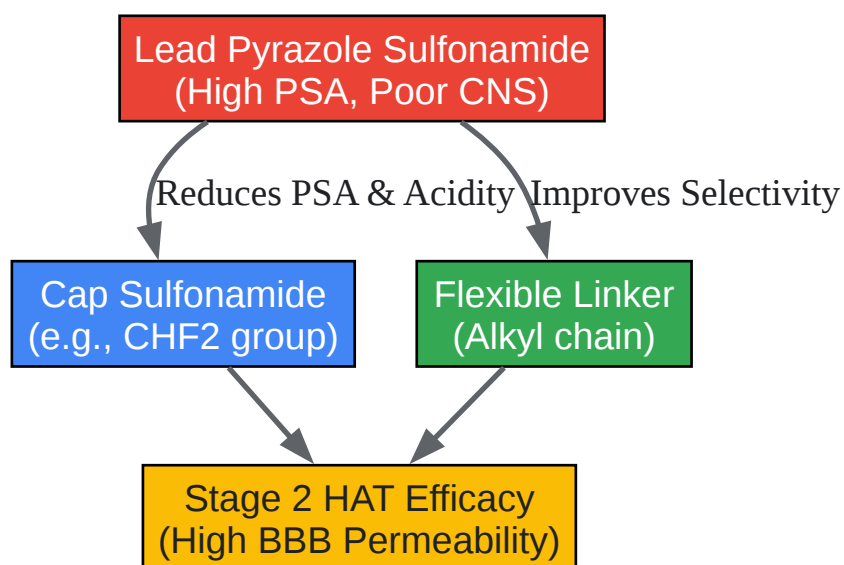 Lead Pyrazole Sulfonamide
(High PSA, Poor CNS)
Reduces PSA & Acidity
Improves Selectivity
Cap Sulfonamide
(e.g., CHF2 group)
Flexible Linker
(Alkyl chain)
Stage 2 HAT Efficacy
(High BBB Permeability)